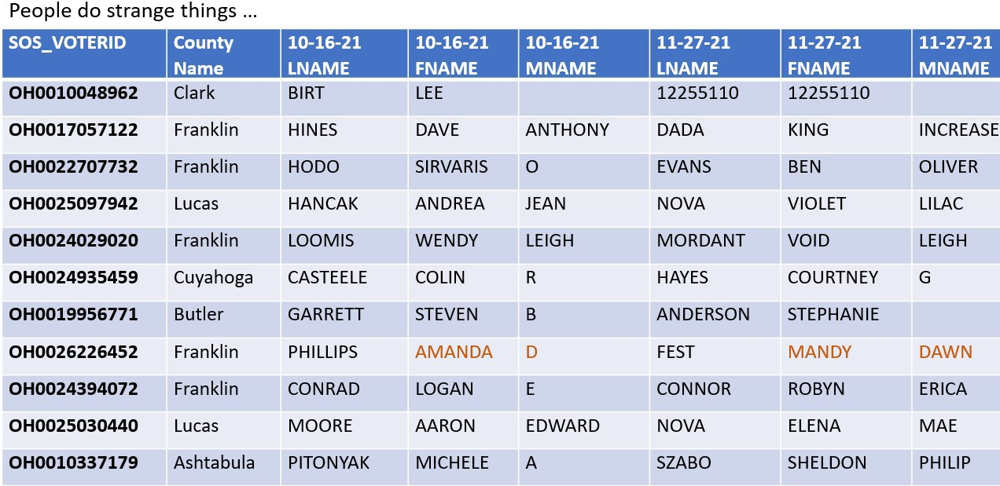 People do strange things ...
SOS_VOTERID County Name 10-16-21 LNAME 10-16-21 FNAME 10-16-21 MNAME 11-27-21 LNAME 11-27-21 FNAME 11-27-21 MNAME
OH0010048962 Clark BIRT LEE 12255110 12255110
OH0017057122 Franklin HINES DAVE ANTHONY DADA KING INCREASE
OH0022707732 Franklin HODO SIRVARIS O EVANS BEN OLIVER
OH0025097942 Lucas HANCAK ANDREA JEAN NOVA VIOLET LILAC
OH0024029020 Franklin LOOMIS WENDY LEIGH MORDANT VOID LEIGH
OH0024935459 Cuyahoga CASTEELE COLIN R HAYES COURTNEY G
OH0019956771 Butler GARRETT STEVEN B ANDERSON STEPHANIE
OH0026226452 Franklin PHILLIPS AMANDA D FEST MANDY DAWN
OH0024394072 Franklin CONRAD LOGAN E CONNOR ROBYN ERICA
OH0025030440 Lucas MOORE AARON EDWARD NOVA ELENA MAE
OH0010337179 Ashtabula PITONYAK MICHELE A SZABO SHELDON PHILIP